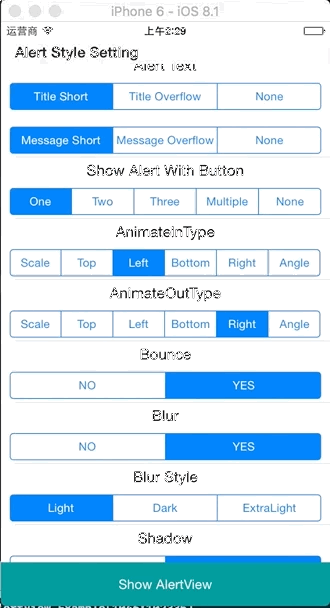 iPhone 6 - iOS 8.1
运营商 上午2:29
Alert Style Setting
Alert Text
Title Short Title Overflow None
Message Short Message Overflow None
Show Alert With Button
One Two Three Multiple None
AnimateInType
Scale Top Left Bottom Right Angle
AnimateOutType
Scale Top Left Bottom Right Angle
Bounce
NO YES
Blur
NO YES
Blur Style
Light Dark ExtraLight
Shadow
Show AlertView